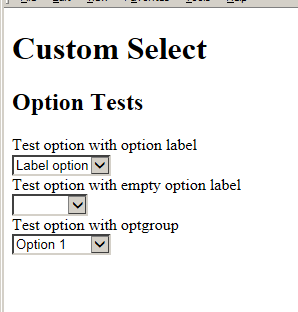 Custom Select
Option Tests
Test option with option label
Label option
Test option with empty option label
Test option with optgroup
Option 1